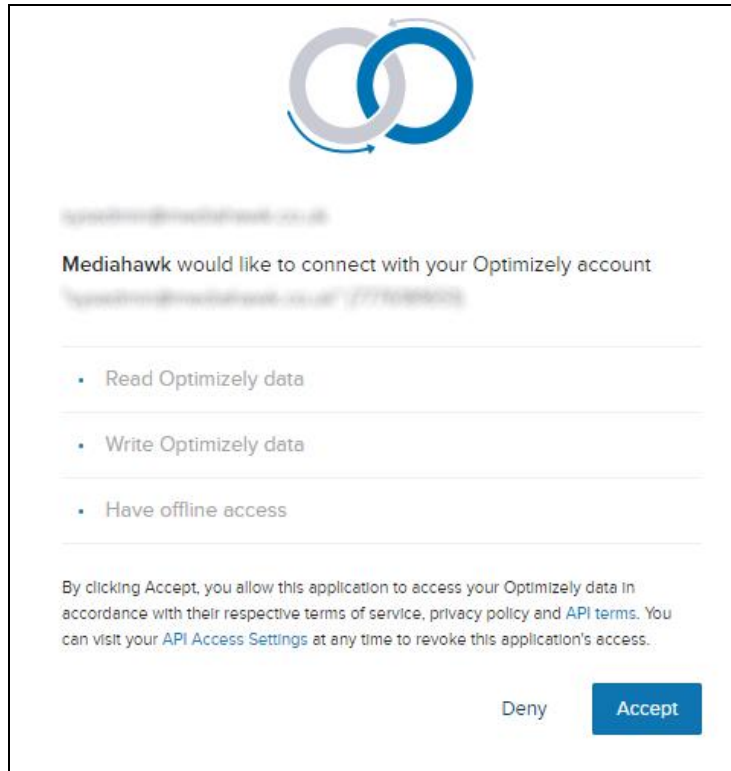 Mediahawk would like to connect with your Optimizely account
Read Optimizely data
Write Optimizely data
Have offline access
By clicking Accept, you allow this application to access your Optimizely data in
accordance with their respective terms of service, privacy policy and API terms. You
can visit your API Access Settings at any time to revoke this application's access.
Deny Accept